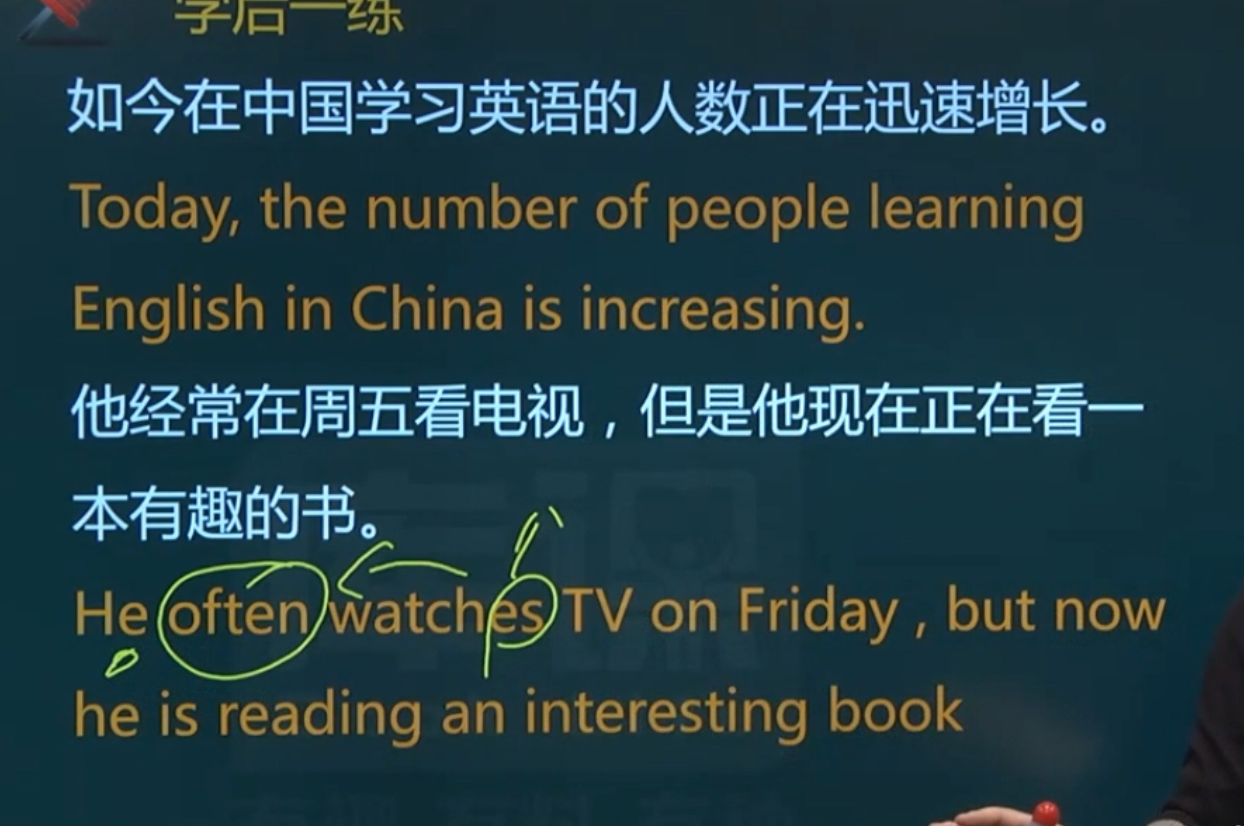 学后一练
如今在中国学习英语的人数正在迅速增长。
Today, the number of people learning
English in China is increasing.
他经常在周五看电视，但是他现在正在看一
本有趣的书。
He often watches TV on Friday , but now
he is reading an interesting book